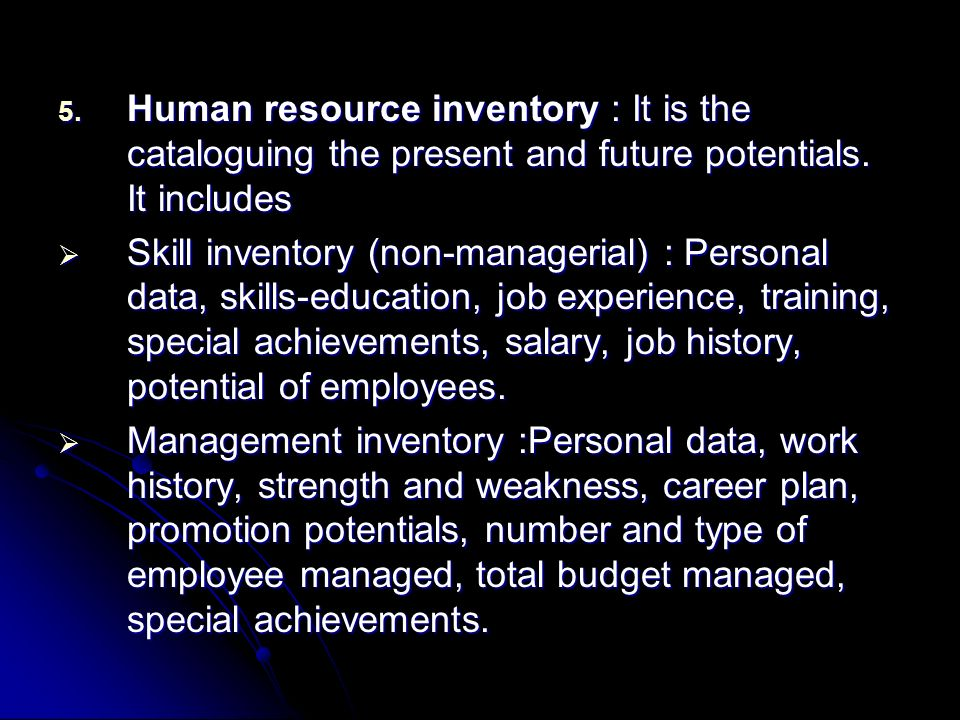 5. Human resource inventory : It is the
cataloguing the present and future potentials.
It includes
➢ Skill inventory (non-managerial) : Personal
data, skills-education, job experience, training,
special achievements, salary, job history,
potential of employees.
➢ Management inventory :Personal data, work
history, strength and weakness, career plan,
promotion potentials, number and type of
employee managed, total budget managed,
special achievements.